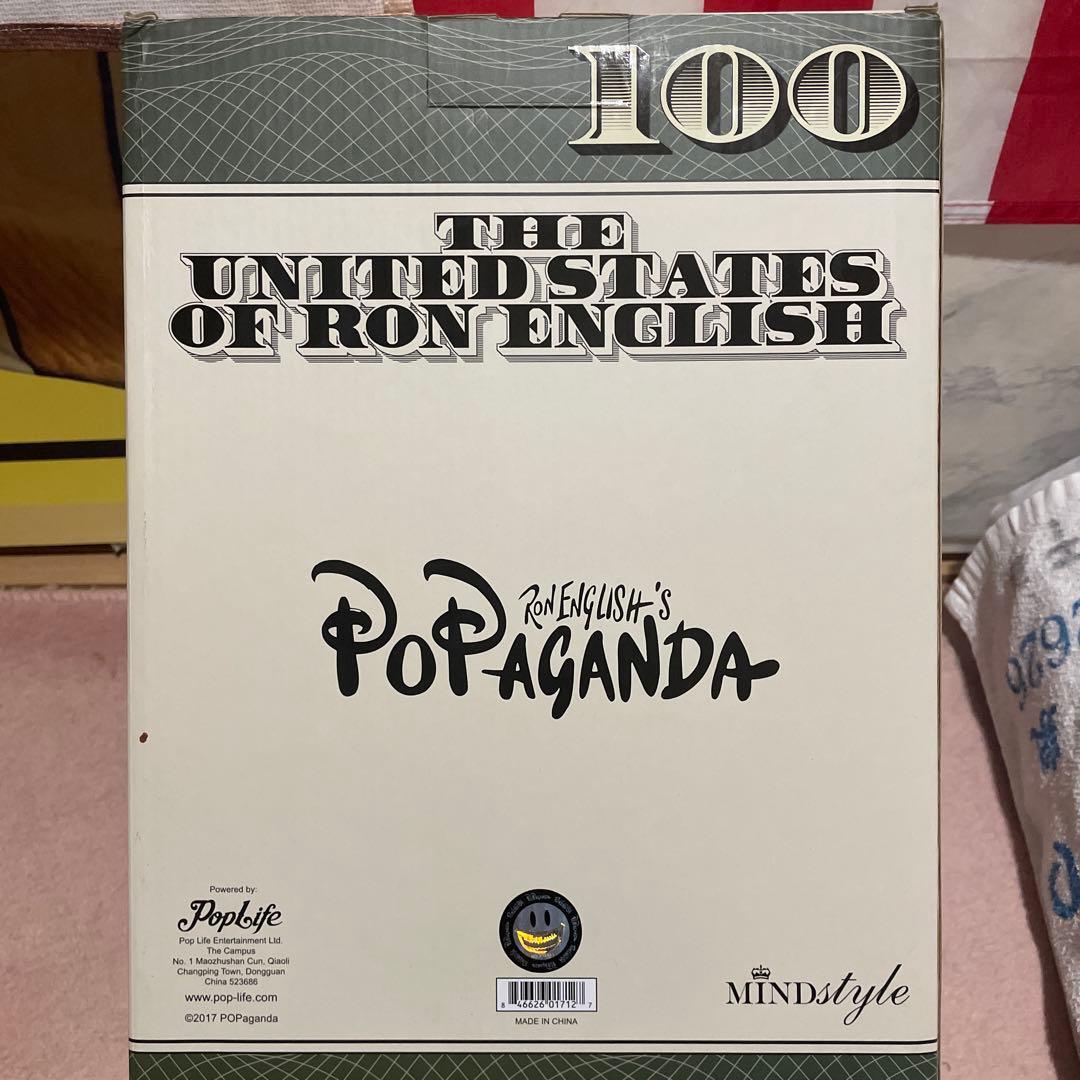 100
THE
UNITED STATES
OF RON ENGLISH
RON ENGLISH'S
POPAGANDA
Powered by:
PopLife
Pop Life Entertainment Ltd.
The Campus
No. 1 Maozhushan Cun, Qiaoli
Changping Town, Dongguan
China 523686
www.pop-life.com
©2017 POPaganda
8 46626 01712 7
MADE IN CHINA
MINDstyle